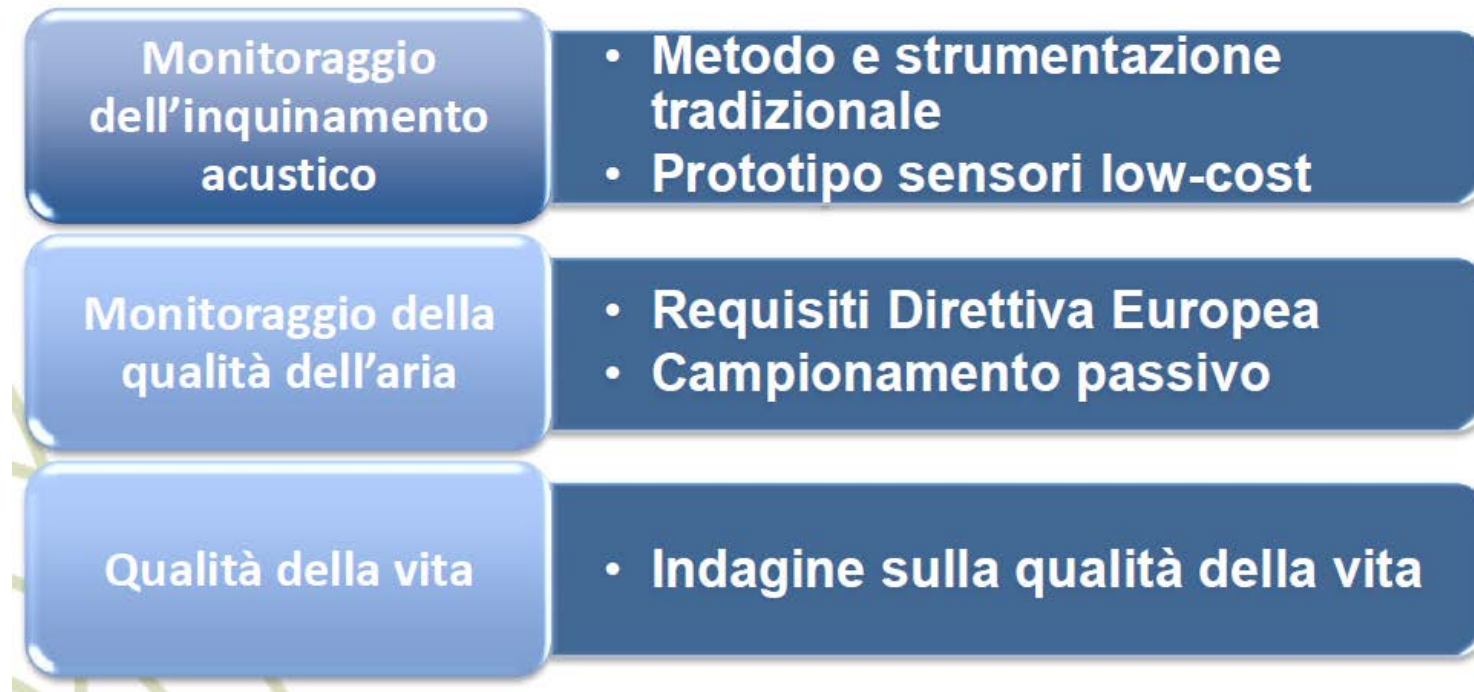 Monitoraggio
dell'inquinamento
acustico
• Metodo e strumentazione
tradizionale
• Prototipo sensori low-cost
Monitoraggio della
qualità dell'aria
• Requisiti Direttiva Europea
• Campionamento passivo
Qualità della vita
• Indagine sulla qualità della vita